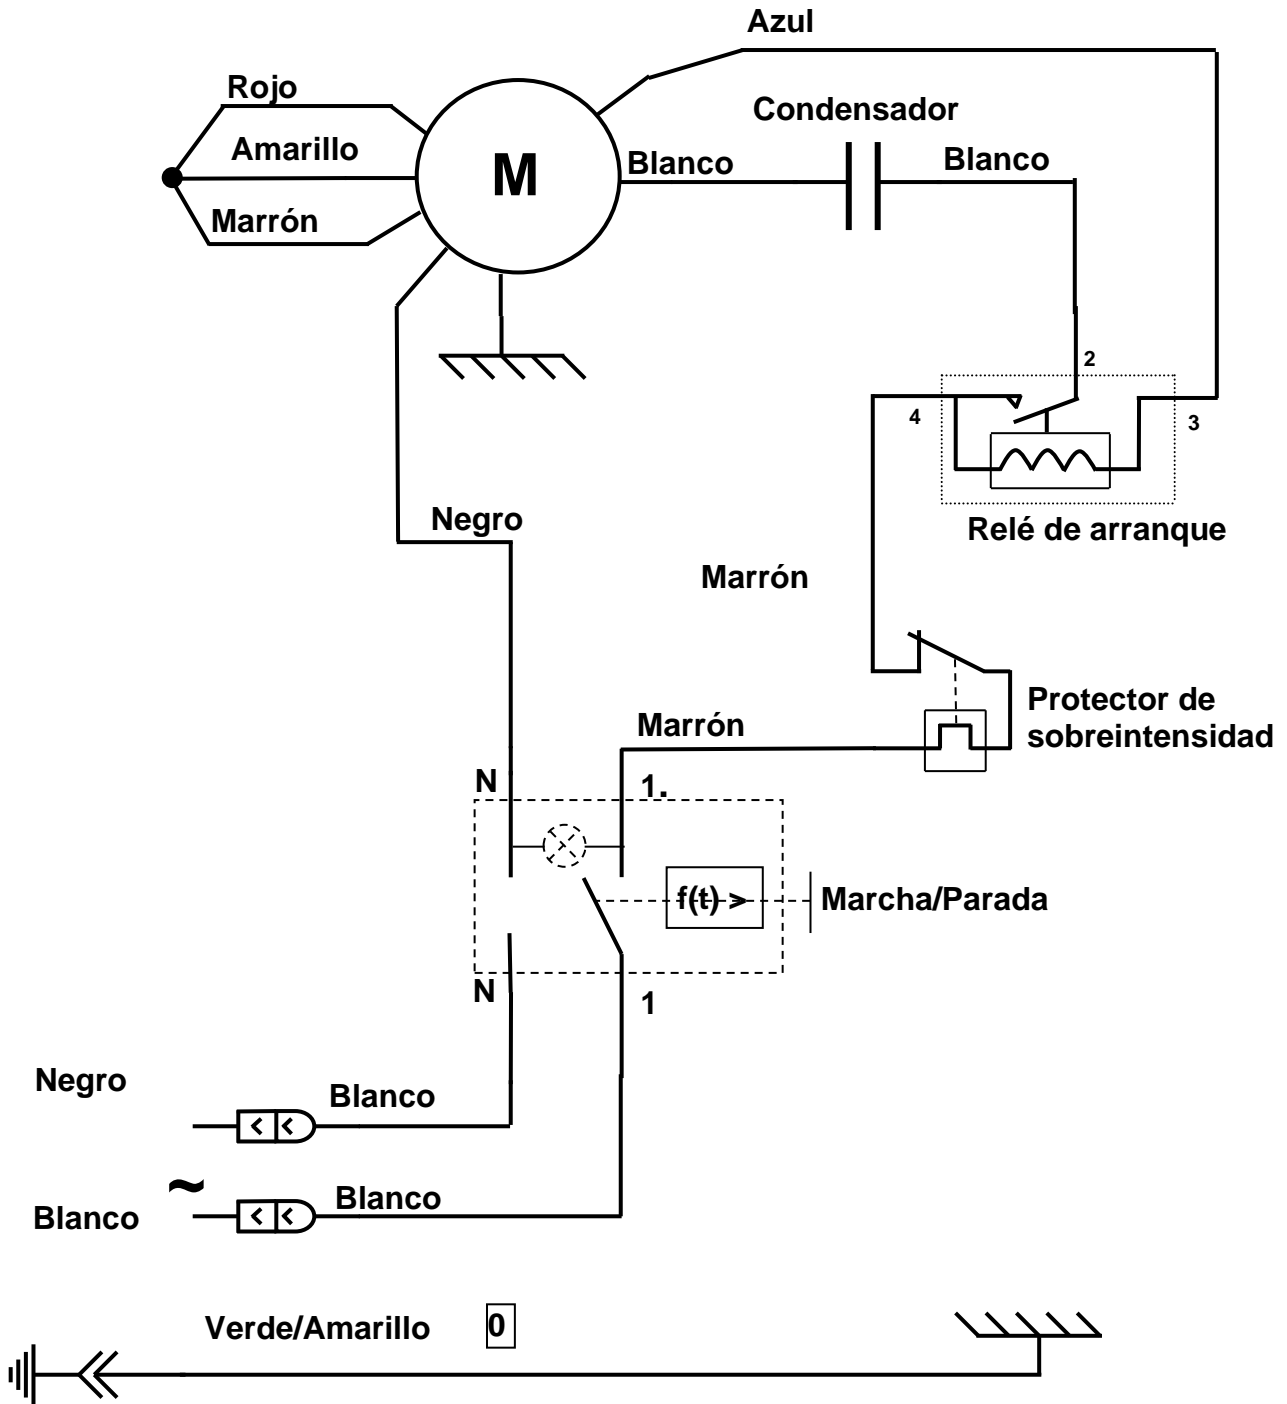 Azul
Rojo
Condensador
Amarillo
M
Blanco
Blanco
Marrón
2
4
3
Negro
Relé de arranque
Marrón
Protector de
sobreintensidad
Marrón
N
1.
f(t) >
Marcha/Parada
N
1
Negro
Blanco
~
Blanco
Blanco
Verde/Amarillo
0